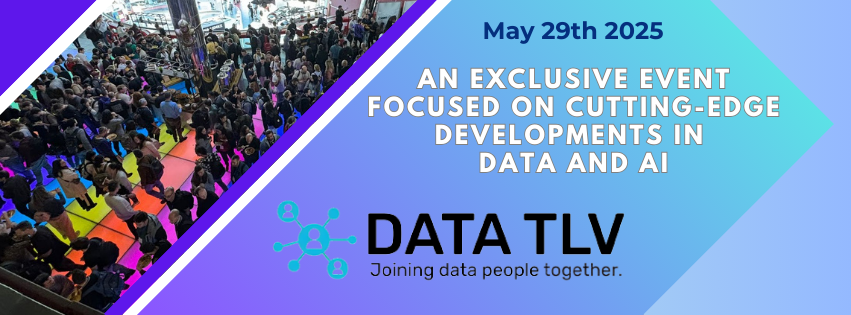 May 29th 2025
AN EXCLUSIVE EVENT
FOCUSED ON CUTTING-EDGE
DEVELOPMENTS IN
DATA AND AI
DATA TLV
Joining data people together.